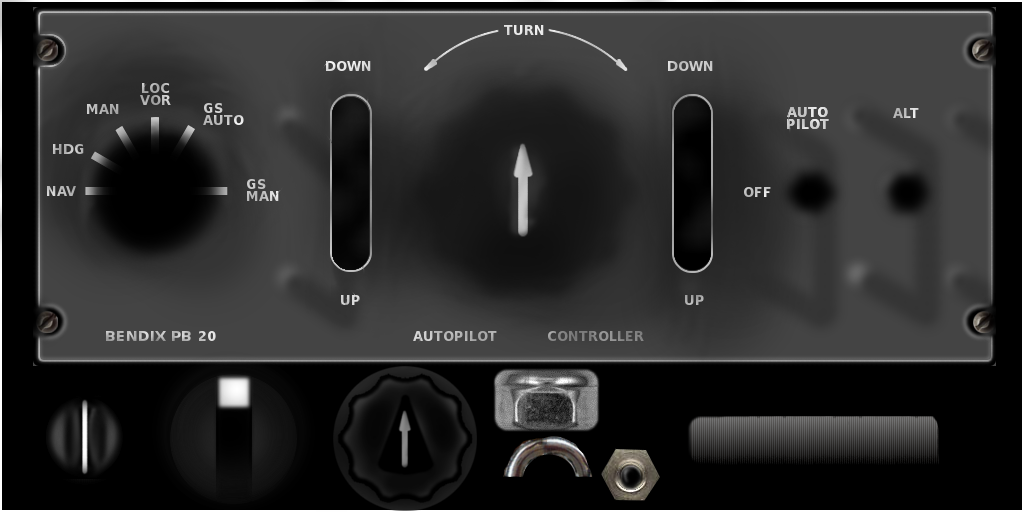 TURN
DOWN
DOWN
LOC
VOR
MAN
GS
AUTO
HDG
NAV
GS
MAN
AUTO
PILOT
ALT
OFF
UP
UP
BENDIX PB 20
AUTOPILOT
CONTROLLER